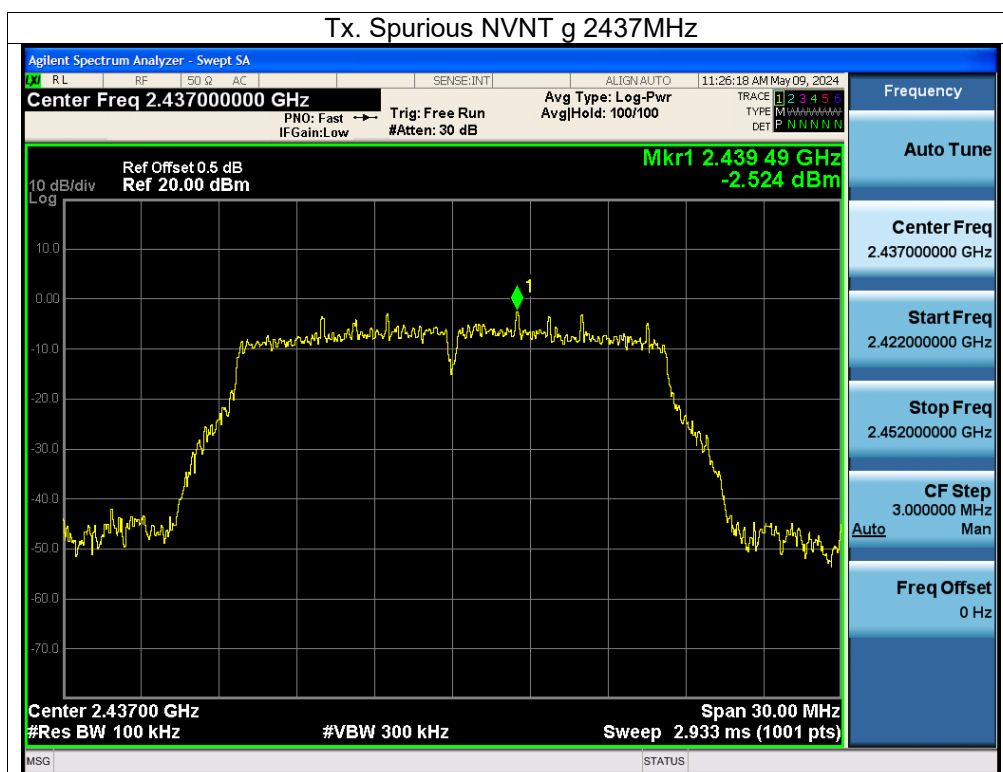 Tx. Spurious NVNT g 2437MHz
Agilent Spectrum Analyzer - Swept SA
LXI RL RF 50 Ω AC SENSE:INT ALIGN AUTO 11:26:18 AM May 09, 2024
Center Freq 2.437000000 GHz
PNO: Fast
IFGain:Low
Trig: Free Run
#Atten: 30 dB
Avg Type: Log-Pwr
Avg|Hold: 100/100
TRACE 1 2 3 4 5 6
TYPE M
DET P N N N N N
Frequency
Auto Tune
Center Freq
2.437000000 GHz
Start Freq
2.422000000 GHz
Stop Freq
2.452000000 GHz
CF Step
3.000000 MHz
Auto Man
Freq Offset
0 Hz
Ref Offset 0.5 dB
10 dB/div Ref 20.00 dBm
Log
Mkr1 2.439 49 GHz
-2.524 dBm
10.0
0.00
-10.0
-20.0
-30.0
-40.0
-50.0
-60.0
-70.0
1
Center 2.43700 GHz Span 30.00 MHz
#Res BW 100 kHz #VBW 300 kHz Sweep 2.933 ms (1001 pts)
MSG STATUS